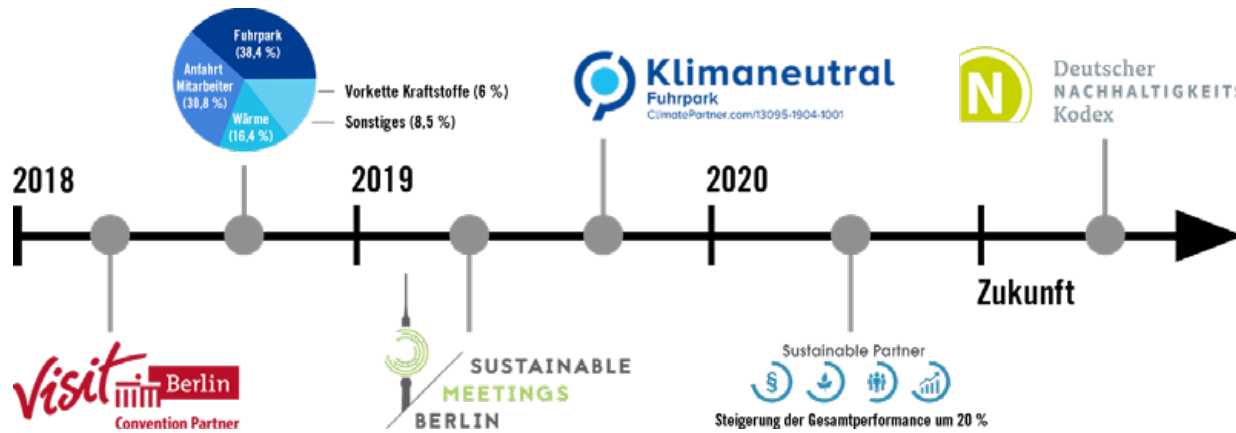 Fuhrpark
(38,4 %)
Anfahrt
Mitarbeiter
(30,8 %)
Wärme
(16,4 %)
Vorkette Kraftstoffe (6 %)
Sonstiges (8,5 %)
Klimaneutral
Fuhrpark
ClimatePartner.com/13095-1904-1001
N
Deutscher
NACHHALTIGKEITS
Kodex
2018
2019
2020
Zukunft
Visit Berlin
Convention Partner
SUSTAINABLE
MEETINGS
BERLIN
Sustainable Partner
§
Steigerung der Gesamtperformance um 20 %